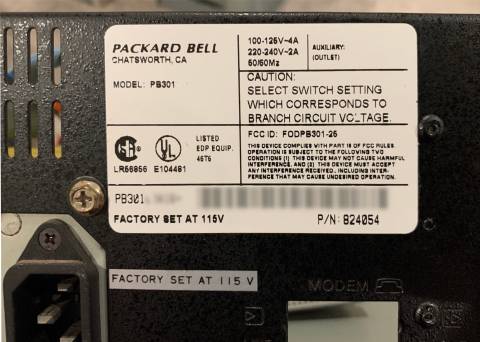 PACKARD BELL
CHATSWORTH, CA
MODEL: PB301
100-125V~4A
220-240V~2A
50/60Hz
AUXILIARY:
(OUTLET)
CAUTION:
SELECT SWITCH SETTING
WHICH CORRESPONDS TO
BRANCH CIRCUIT VOLTAGE
FCC ID: FODPB301-25
THIS DEVICE COMPLIES WITH PART 15 OF FCC RULES.
OPERATION IS SUBJECT TO THE FOLLOWING TWO
CONDITIONS (1) THIS DEVICE MAY NOT CAUSE HARMFUL
INTERFERENCE, AND (2) THIS DEVICE MUST ACCEPT
ANY INTERFERENCE RECEIVED, INCLUDING INTER-
FERENCE THAT MAY CAUSE UNDESIRED OPERATION.
LISTED
EDP EQUIP.
46T6
LR56856 E104481
PB301
FACTORY SET AT 115V
P/N: 824054
FACTORY SET AT 115 V
MODEM